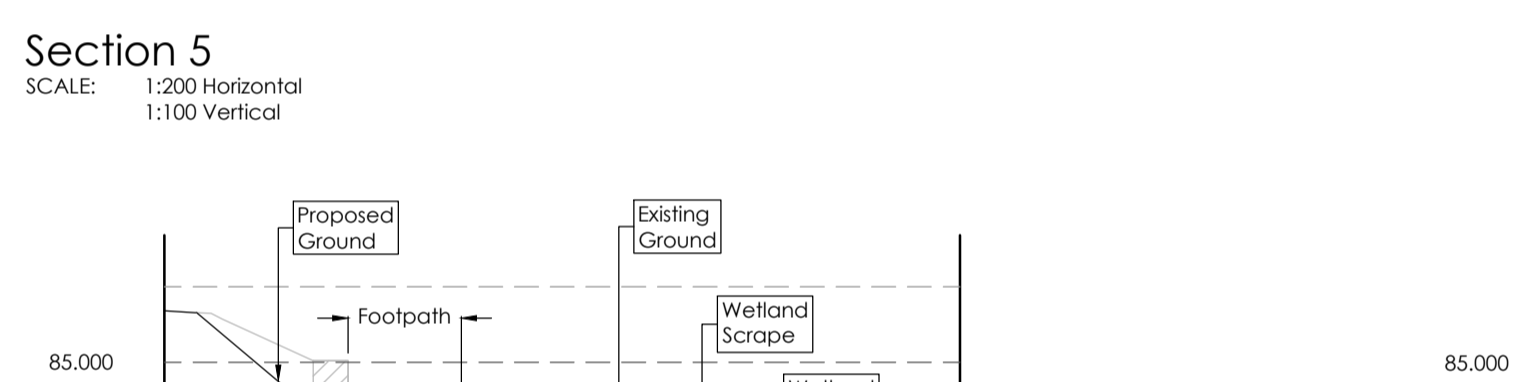 Section 5
SCALE: 1:200 Horizontal
1:100 Vertical
Proposed
Ground
Existing
Ground
Footpath
Wetland
Scrape
85.000
85.000